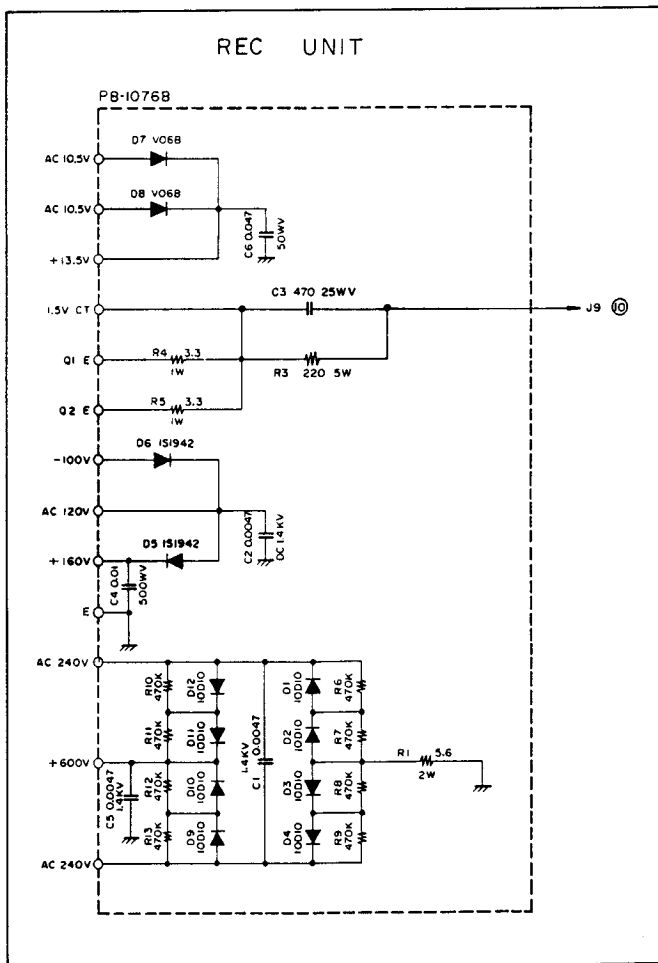 REC UNIT
PB-1076B
D7 V06B
AC 10.5V
D8 V06B
AC 10.5V
C6 0.047
50WV
+13.5V
C3 470 25WV
1.5V CT
J9 10
R4 3.3
1W
Q1 E
R3 220 5W
R5 3.3
1W
Q2 E
D6 1S1942
-100V
AC 120V
C2 0.0047
DC 1.4KV
D5 1S1942
+160V
C4 0.01
500WV
E
AC 240V
R10
470K
D12
10D10
D1
10D10
R6
470K
R11
470K
D11
10D10
1.4KV 0.0047
C1
D2
10D10
R7
470K
R1 5.6
2W
+600V
C5 0.0047
1.4KV
R12
470K
D10
10D10
D3
10D10
R8
470K
R13
470K
D9
10D10
D4
10D10
R9
470K
AC 240V